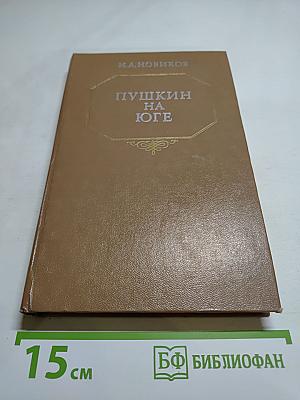 И.А.НОВИКОВ
ПУШКИН
НА
ЮГЕ
15 см
БФ БИБЛИОФАН